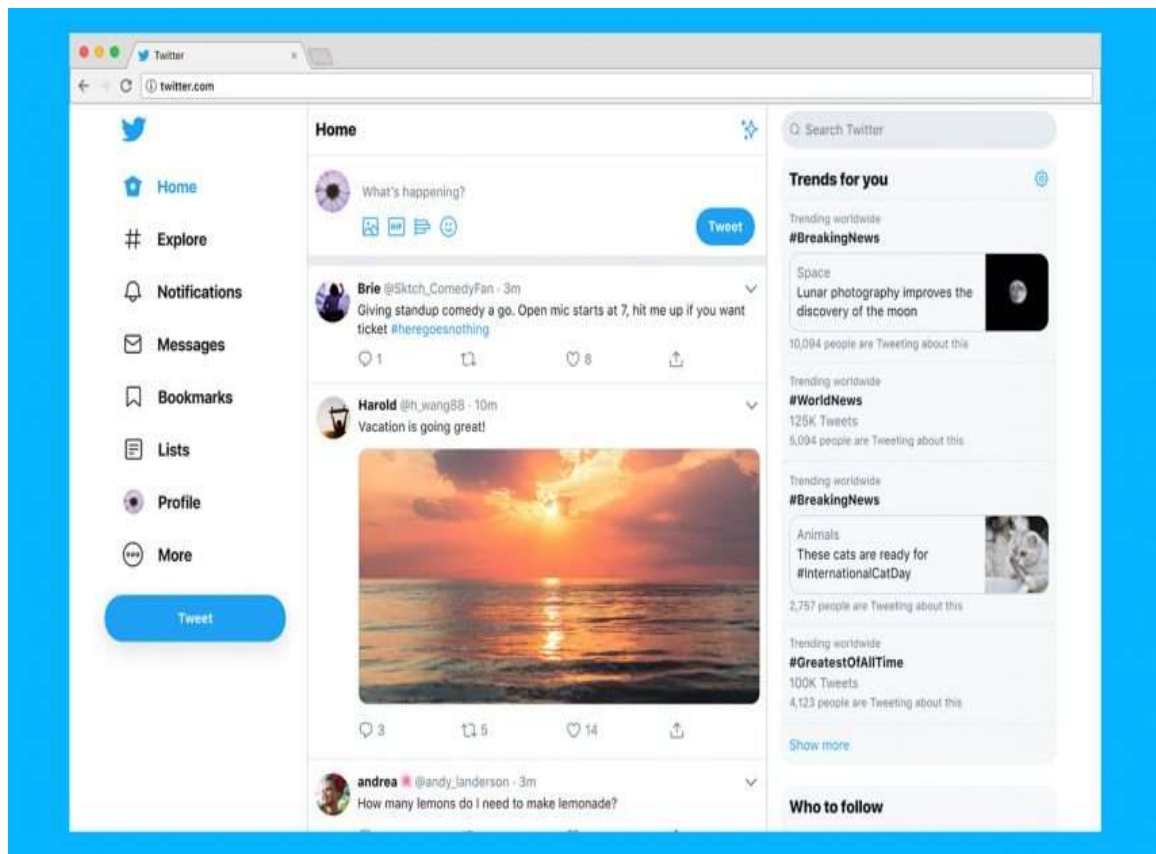 Twitter
twitter.com
Home
Explore
Notifications
Messages
Bookmarks
Lists
Profile
More
Tweet
Home
What's happening?
GIF
Tweet
Brie @Sktch_ComedyFan · 3m
Giving standup comedy a go. Open mic starts at 7, hit me up if you want
ticket #heregoesnothing
1
8
Harold @h_wang88 · 10m
Vacation is going great!
3
5
14
andrea @andy_landerson · 3m
How many lemons do I need to make lemonade?
Search Twitter
Trends for you
Trending worldwide
#BreakingNews
Space
Lunar photography improves the
discovery of the moon
10,094 people are Tweeting about this
Trending worldwide
#WorldNews
125K Tweets
5,094 people are Tweeting about this
Trending worldwide
#BreakingNews
Animals
These cats are ready for
#InternationalCatDay
2,757 people are Tweeting about this
Trending worldwide
#GreatestOfAllTime
100K Tweets
4,123 people are Tweeting about this
Show more
Who to follow